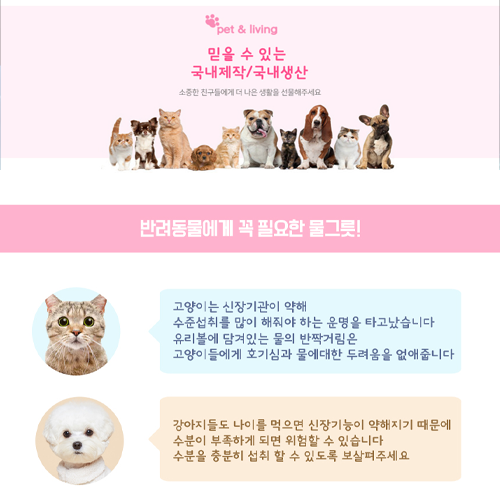 pet & living
믿을 수 있는
국내제작/국내생산
소중한 친구들에게 더 나은 생활을 선물해주세요
반려동물에게 꼭 필요한 물그릇!
고양이는 신장기관이 약해
수준섭취를 많이 해줘야 하는 운명을 타고났습니다
유리볼에 담겨있는 물의 반짝거림은
고양이들에게 호기심과 물에대한 두려움을 없애줍니다
강아지들도 나이를 먹으면 신장기능이 약해지기 때문에
수분이 부족하게 되면 위험할 수 있습니다
수분을 충분히 섭취 할 수 있도록 보살펴주세요